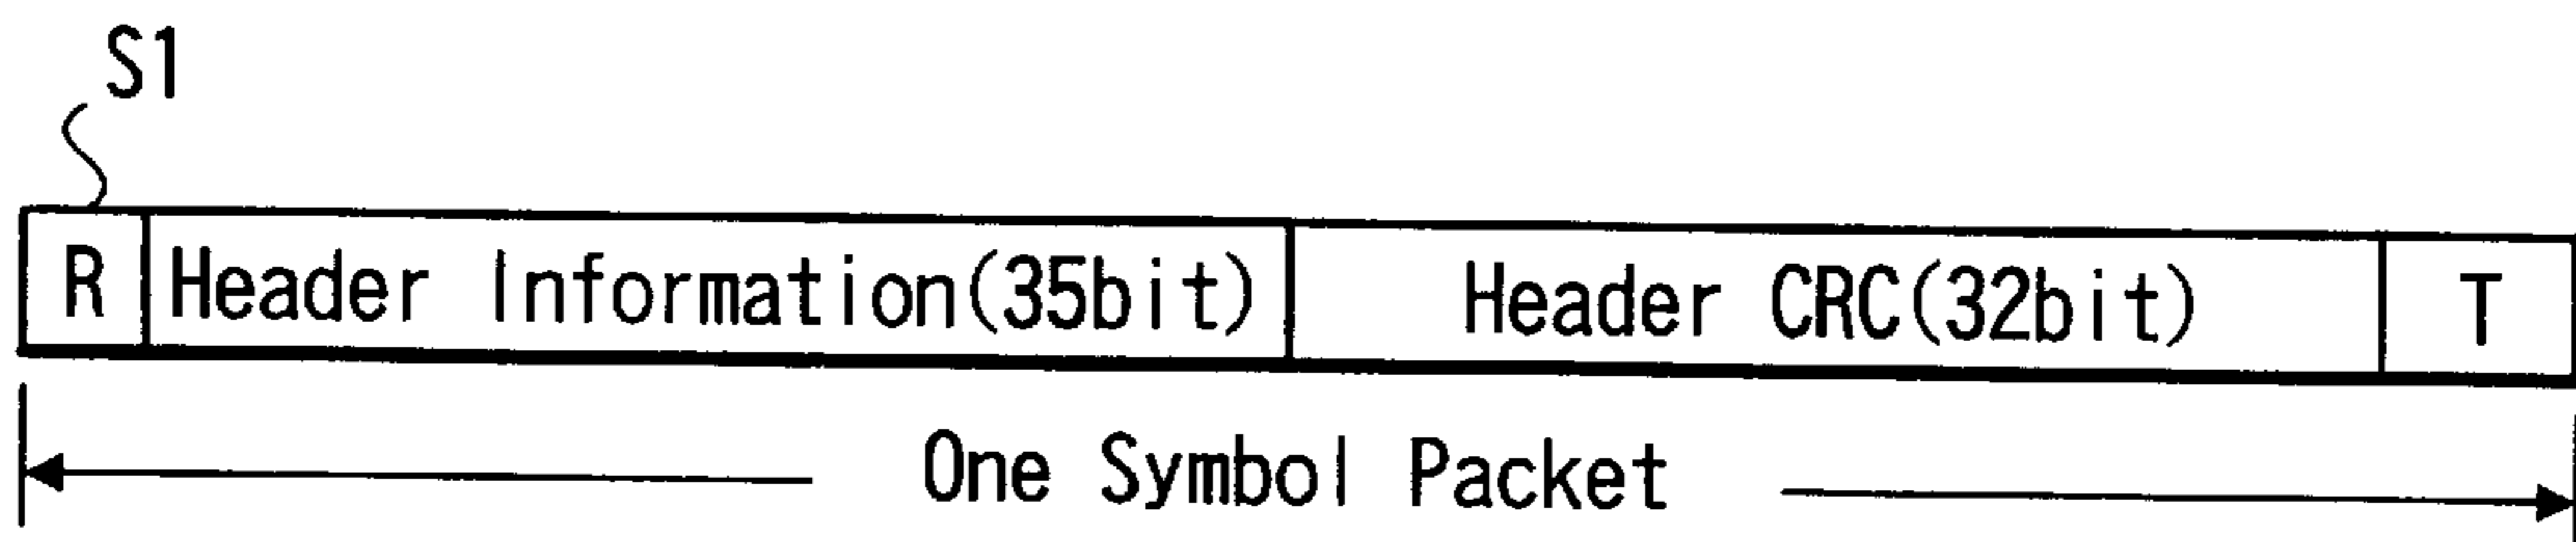 S1
R Header Information(35bit) Header CRC(32bit) T
One Symbol Packet